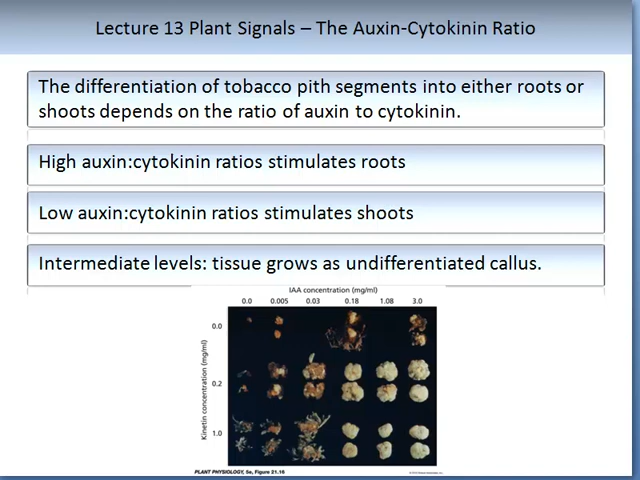 Lecture 13 Plant Signals – The Auxin-Cytokinin Ratio
The differentiation of tobacco pith segments into either roots or
shoots depends on the ratio of auxin to cytokinin.
High auxin:cytokinin ratios stimulates roots
Low auxin:cytokinin ratios stimulates shoots
Intermediate levels: tissue grows as undifferentiated callus.
IAA concentration (mg/ml)
0.0 0.005 0.03 0.18 1.08 3.0
Kinetin concentration (mg/ml)
0.0
0.2
1.0
PLANT PHYSIOLOGY, 5e, Figure 21.16